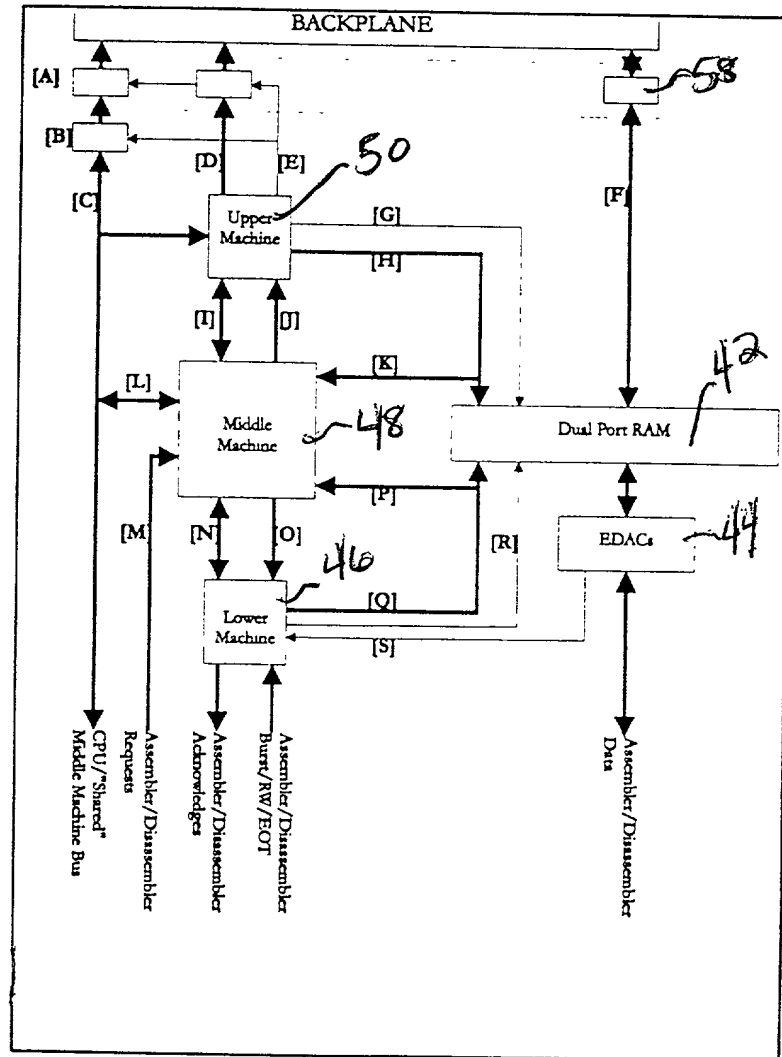 BACKPLANE
[A]
58
[B]
[D]
[E]
50
[C]
[F]
Upper
Machine
[G]
[H]
[I]
[J]
42
[K]
[L]
Middle
Machine
48
Dual Port RAM
[P]
[M]
[N]
[O]
[R]
EDACs
44
46
[Q]
Lower
Machine
[S]
CPU/"Shared"
Middle Machine Bus
Assembler/Disassembler
Requests
Assembler/Disassembler
Acknowledges
Assembler/Disassembler
Burst/RW/EOT
Assembler/Disassembler
Data